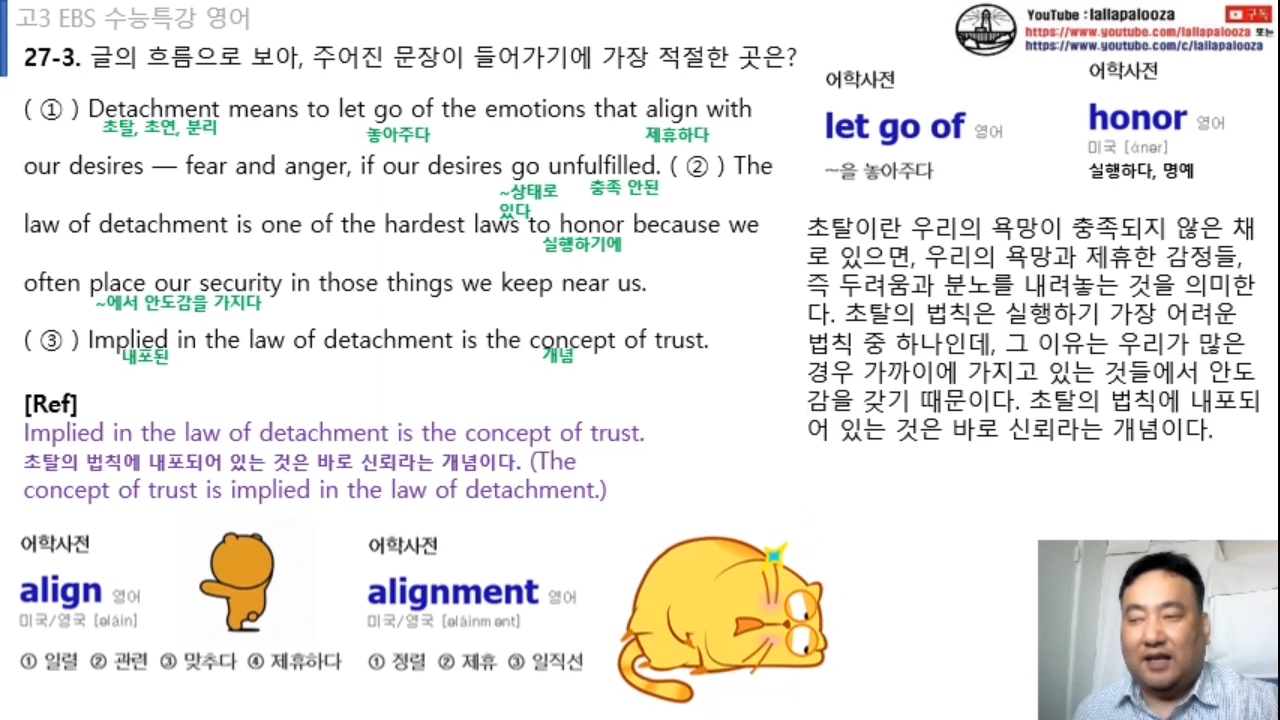 고3 EBS 수능특강 영어
YouTube : lallapalooza
구독
https://www.youtube.com/lallapalooza 또는
https://www.youtube.com/c/lallapalooza
27-3. 글의 흐름으로 보아, 주어진 문장이 들어가기에 가장 적절한 곳은?
( ① ) Detachment means to let go of the emotions that align with
초탈, 초연, 분리 놓아주다 제휴하다
our desires — fear and anger, if our desires go unfulfilled. ( ② ) The
~상태로 있다 충족 안된
law of detachment is one of the hardest laws to honor because we
실행하기에
often place our security in those things we keep near us.
~에서 안도감을 가지다
( ③ ) Implied in the law of detachment is the concept of trust.
내포된 개념
[Ref]
Implied in the law of detachment is the concept of trust.
초탈의 법칙에 내포되어 있는 것은 바로 신뢰라는 개념이다. (The
concept of trust is implied in the law of detachment.)
어학사전
align 영어
미국/영국 [əláin]
① 일렬 ② 관련 ③ 맞추다 ④ 제휴하다
어학사전
alignment 영어
미국/영국 [əláinmənt]
① 정렬 ② 제휴 ③ 일직선
어학사전
let go of 영어
~을 놓아주다
어학사전
honor 영어
미국 [ánər]
실행하다, 명예
초탈이란 우리의 욕망이 충족되지 않은 채
로 있으면, 우리의 욕망과 제휴한 감정들,
즉 두려움과 분노를 내려놓는 것을 의미한
다. 초탈의 법칙은 실행하기 가장 어려운
법칙 중 하나인데, 그 이유는 우리가 많은
경우 가까이에 가지고 있는 것들에서 안도
감을 갖기 때문이다. 초탈의 법칙에 내포되
어 있는 것은 바로 신뢰라는 개념이다.